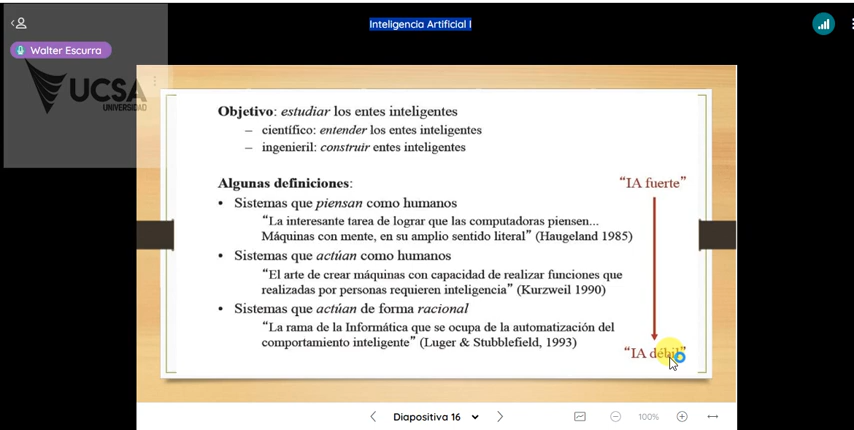 Inteligencia Artificial I
Walter Escurra
UCSA
UNIVERSIDAD
Objetivo: estudiar los entes inteligentes
– científico: entender los entes inteligentes
– ingenieril: construir entes inteligentes
Algunas definiciones:
“IA fuerte”
• Sistemas que piensan como humanos
“La interesante tarea de lograr que las computadoras piensen...
Máquinas con mente, en su amplio sentido literal” (Haugeland 1985)
• Sistemas que actúan como humanos
“El arte de crear máquinas con capacidad de realizar funciones que
realizadas por personas requieren inteligencia” (Kurzweil 1990)
• Sistemas que actúan de forma racional
“La rama de la Informática que se ocupa de la automatización del
comportamiento inteligente” (Luger & Stubblefield, 1993)
“IA débil”
Diapositiva 16
100%